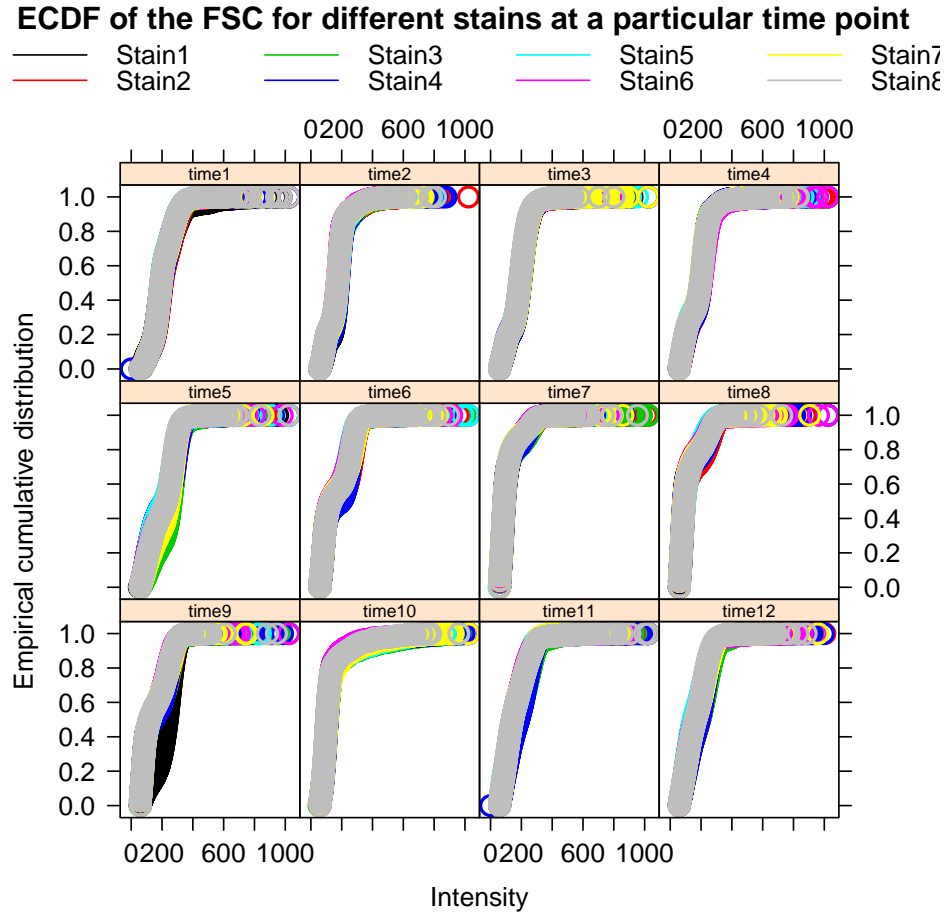 ECDF of the FSC for different stains at a particular time point
Stain1 Stain3 Stain5 Stain7
Stain2 Stain4 Stain6 Stain8
0200 600 1000 0200 600 1000
time1 time2 time3 time4
1.0
0.8
0.6
0.4
0.2
0.0
time5 time6 time7 time8
1.0
0.8
0.6
0.4
0.2
0.0
time9 time10 time11 time12
1.0
0.8
0.6
0.4
0.2
0.0
0200 600 1000 0200 600 1000
Empirical cumulative distribution
Intensity